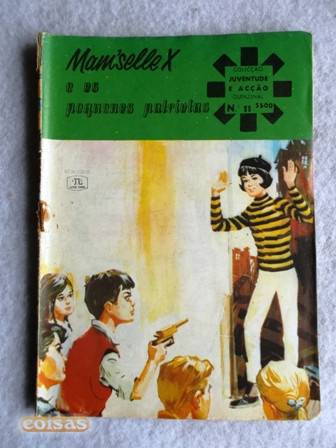 Mam'selle X
e os
pequenos patriotas
COLECÇÃO
JUVENTUDE
E ACÇÃO
QUINZENAL
N. 11 5$00
coisas